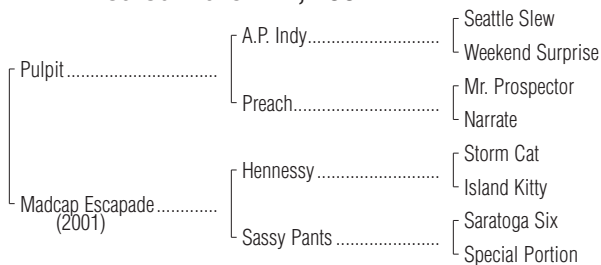 Seattle Slew
A.P. Indy
Weekend Surprise
Pulpit
Mr. Prospector
Preach
Narrate
Storm Cat
Hennessy
Island Kitty
Madcap Escapade
(2001)
Saratoga Six
Sassy Pants
Special Portion